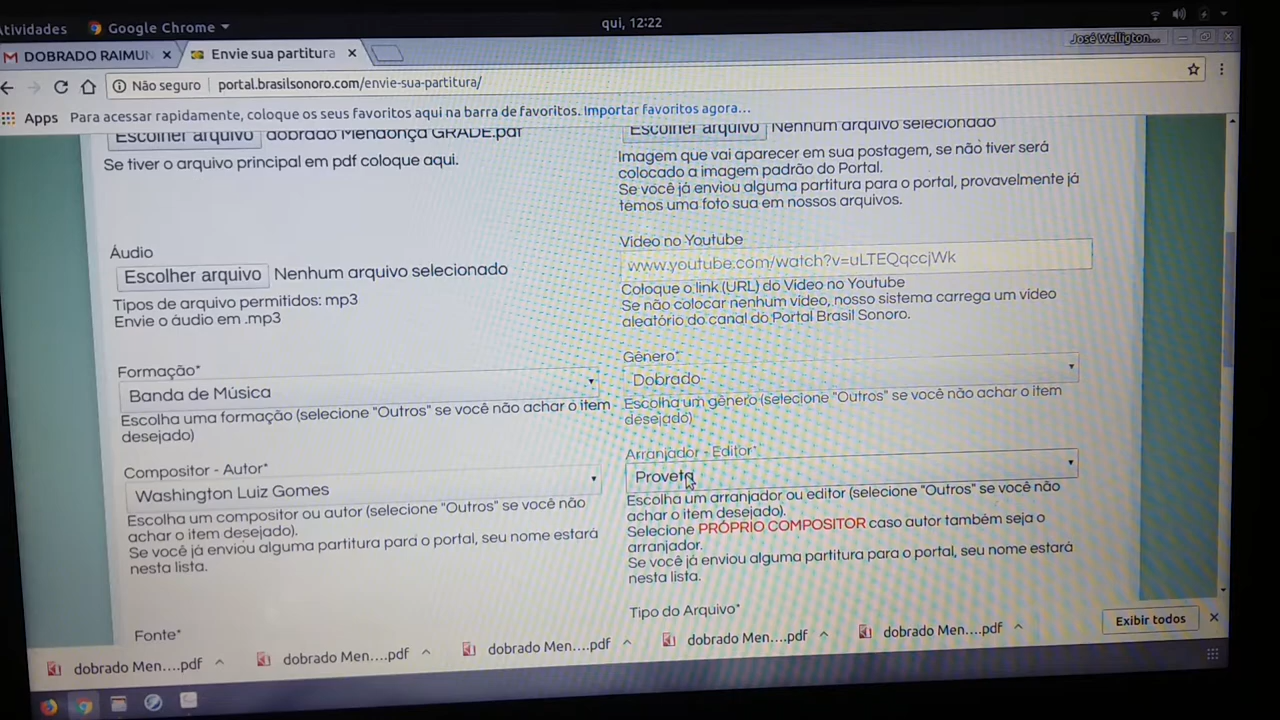 Atividades
Google Chrome
qui, 12:22
José Welligton...
DOBRADO RAIMUN
Envie sua partitura
Não seguro
portal.brasilsonoro.com/envie-sua-partitura/
Apps
Para acessar rapidamente, coloque os seus favoritos aqui na barra de favoritos. Importar favoritos agora...
Escolher arquivo dobrado Mendonça GRADE.pdf
Se tiver o arquivo principal em pdf coloque aqui.
Escolher arquivo Nenhum arquivo selecionado
Imagem que vai aparecer em sua postagem, se não tiver será
colocado a imagem padrão do Portal.
Se você já enviou alguma partitura para o portal, provavelmente já
temos uma foto sua em nossos arquivos.
Áudio
Escolher arquivo Nenhum arquivo selecionado
Tipos de arquivo permitidos: mp3
Envie o áudio em .mp3
Vídeo no Youtube
www.youtube.com/watch?v=uLTEQqccjWk
Coloque o link (URL) do Vídeo no Youtube
Se não colocar nenhum vídeo, nosso sistema carrega um vídeo
aleatório do canal do Portal Brasil Sonoro.
Formação*
Banda de Música
Escolha uma formação (selecione "Outros" se você não achar o item
desejado)
Gênero*
Dobrado
Escolha um gênero (selecione "Outros" se você não achar o item
desejado)
Compositor - Autor*
Washington Luiz Gomes
Escolha um compositor ou autor (selecione "Outros" se você não
achar o item desejado).
Se você já enviou alguma partitura para o portal, seu nome estará
nesta lista.
Arranjador - Editor*
Proveta
Escolha um arranjador ou editor (selecione "Outros" se você não
achar o item desejado).
Selecione PRÓPRIO COMPOSITOR caso autor também seja o
arranjador.
Se você já enviou alguma partitura para o portal, seu nome estará
nesta lista.
Fonte*
Tipo do Arquivo*
dobrado Men....pdf
dobrado Men....pdf
dobrado Men....pdf
dobrado Men....pdf
dobrado Men....pdf
Exibir todos